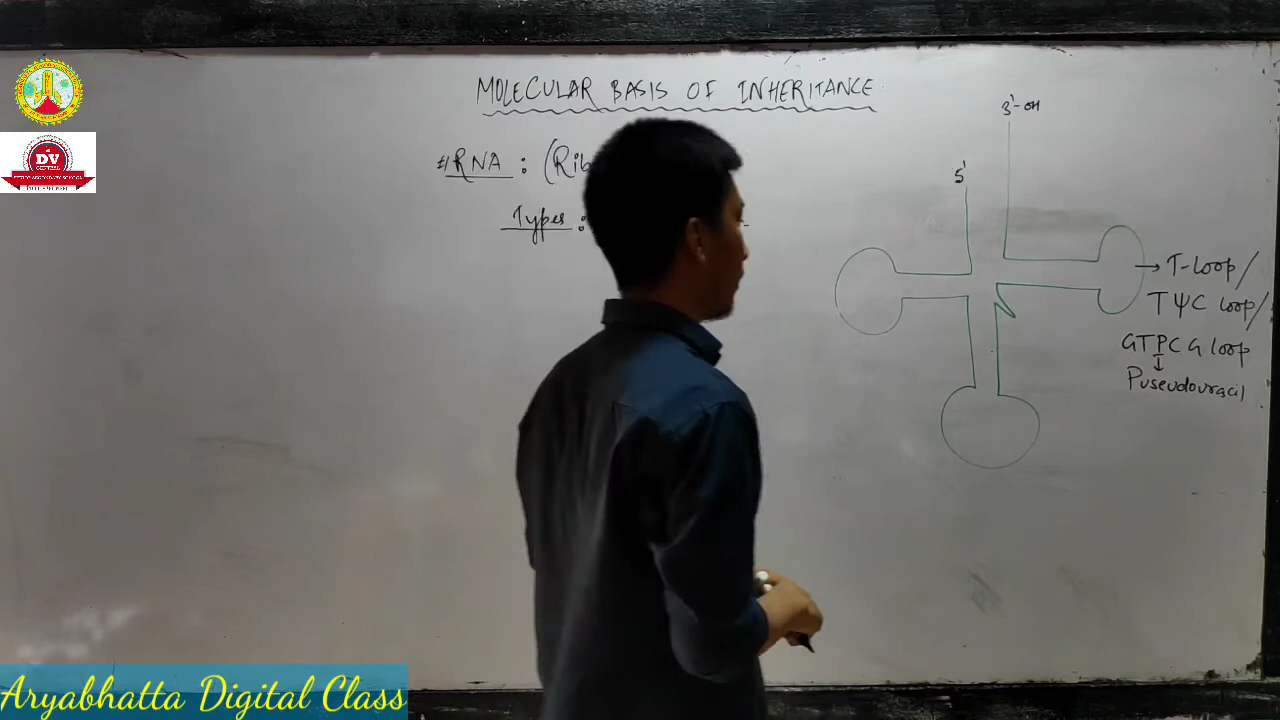 MOLECULAR BASIS OF INHERITANCE
# RNA : (Rib
Types :
5'
3'-OH
→ T-loop/
TΨC loop/
GTPCG loop
↓
Puseudouracil
DV
CENTRAL
Aryabhatta Digital Class